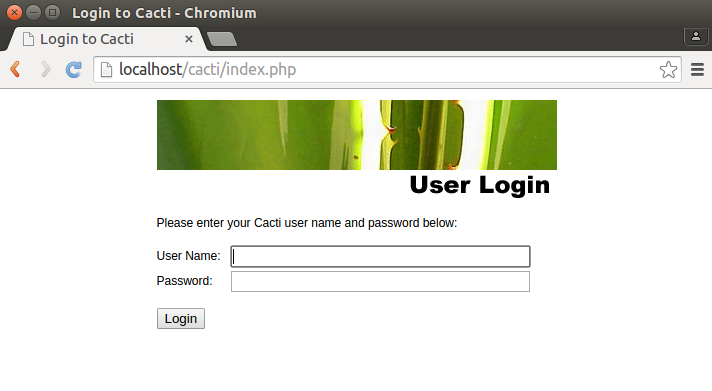 Login to Cacti - Chromium
Login to Cacti
localhost/cacti/index.php
User Login
Please enter your Cacti user name and password below:
User Name:
Password:
Login